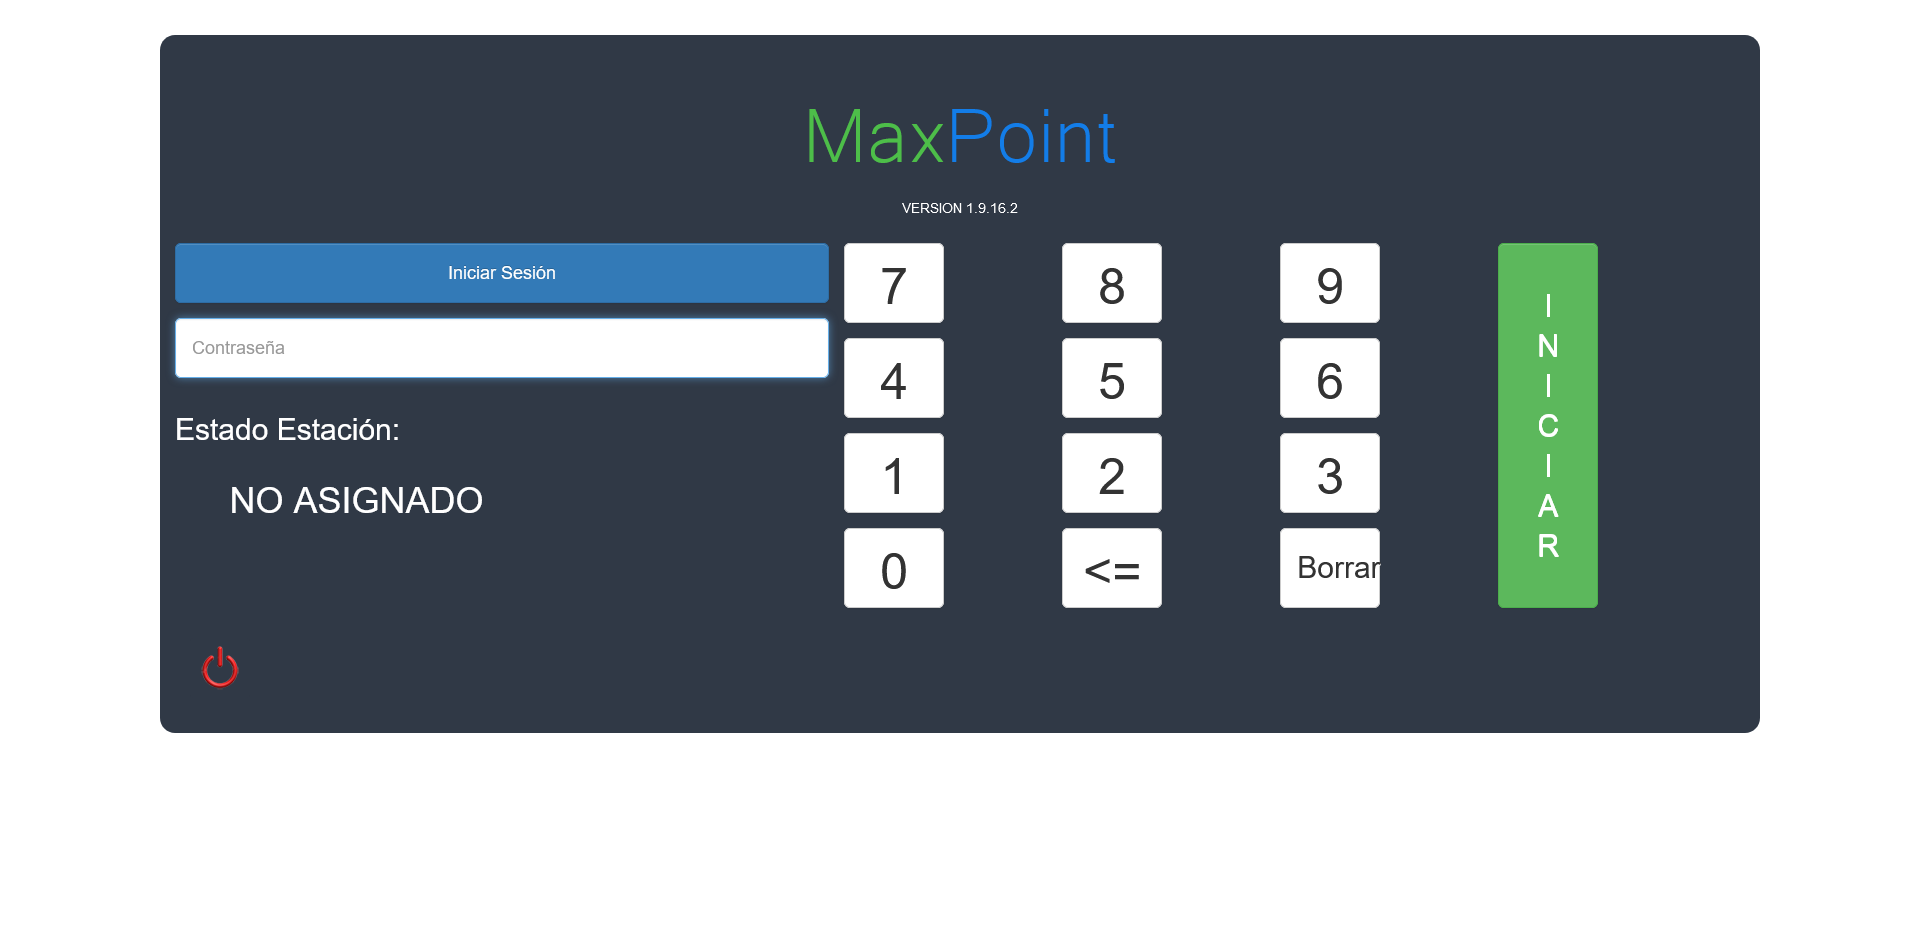 MaxPoint
VERSION 1.9.16.2
Iniciar Sesión
Contraseña
Estado Estación:
NO ASIGNADO
7 8 9
4 5 6
1 2 3
0 <= Borrar
I
N
I
C
I
A
R